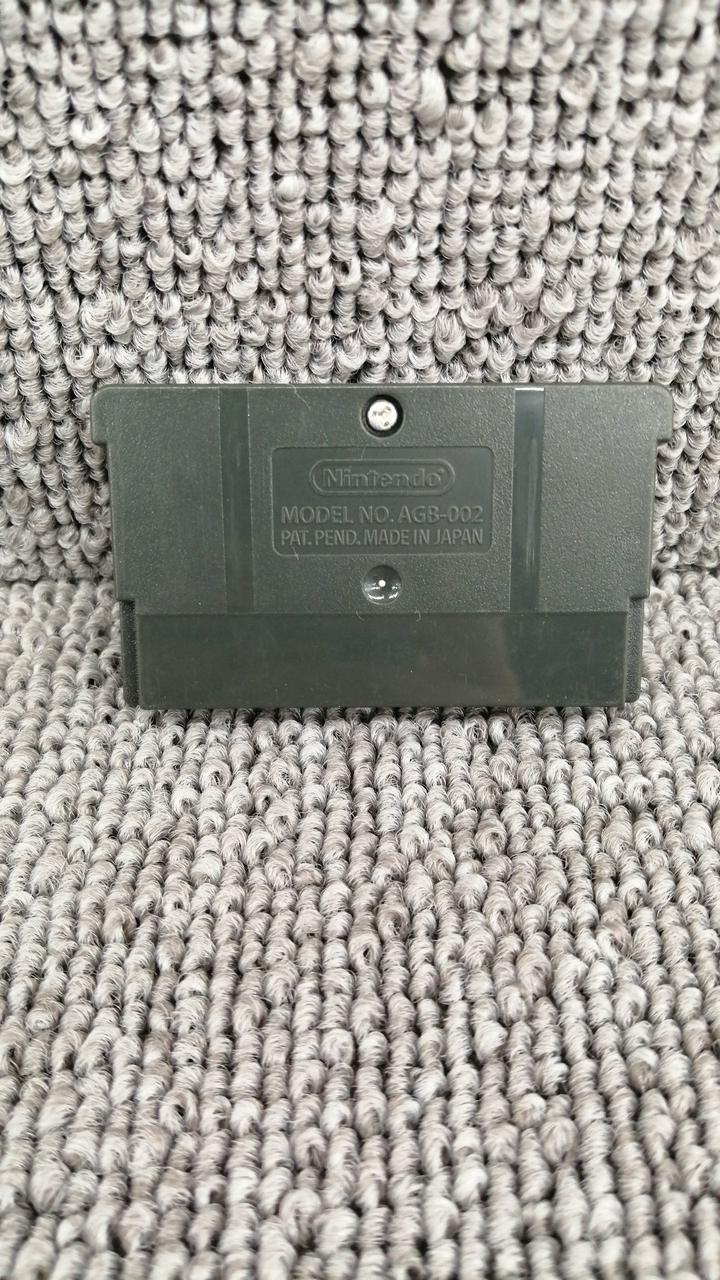 Nintendo®
MODEL NO. AGB-002
PAT. PEND. MADE IN JAPAN